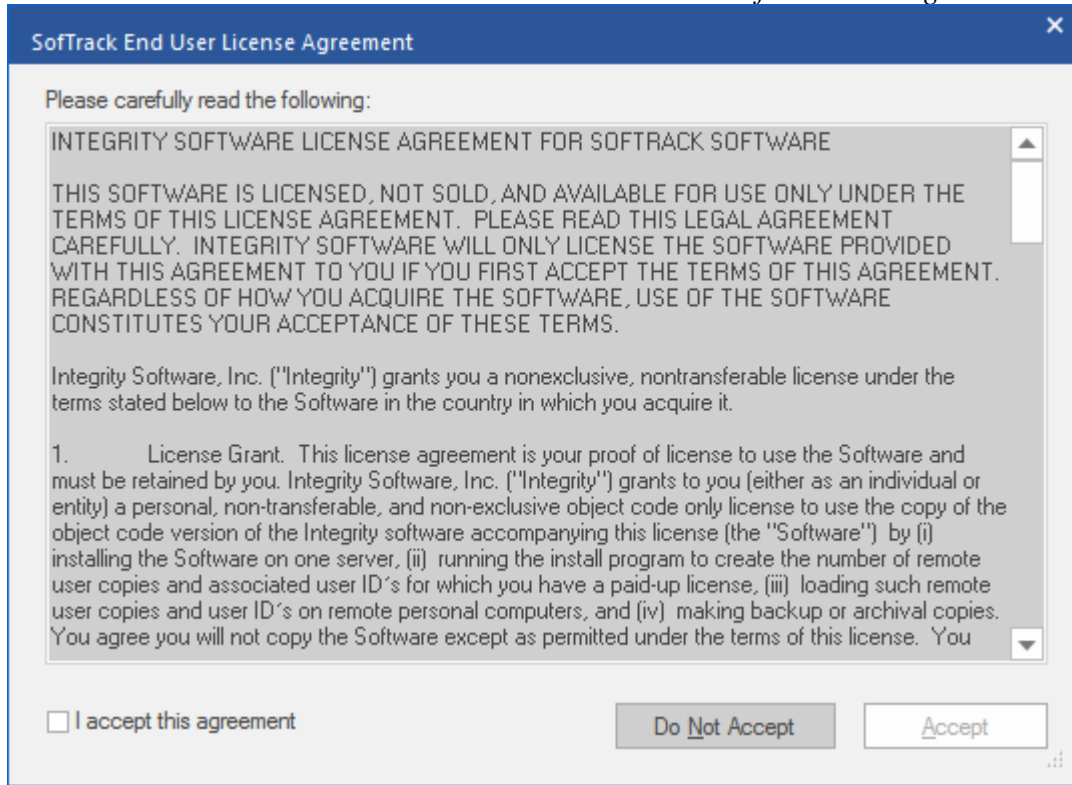 SofTrack End User License Agreement
Please carefully read the following:
INTEGRITY SOFTWARE LICENSE AGREEMENT FOR SOFTRACK SOFTWARE
THIS SOFTWARE IS LICENSED, NOT SOLD, AND AVAILABLE FOR USE ONLY UNDER THE
TERMS OF THIS LICENSE AGREEMENT.  PLEASE READ THIS LEGAL AGREEMENT
CAREFULLY.  INTEGRITY SOFTWARE WILL ONLY LICENSE THE SOFTWARE PROVIDED
WITH THIS AGREEMENT TO YOU IF YOU FIRST ACCEPT THE TERMS OF THIS AGREEMENT.
REGARDLESS OF HOW YOU ACQUIRE THE SOFTWARE, USE OF THE SOFTWARE
CONSTITUTES YOUR ACCEPTANCE OF THESE TERMS.
Integrity Software, Inc. ("Integrity") grants you a nonexclusive, nontransferable license under the
terms stated below to the Software in the country in which you acquire it.
1. License Grant.  This license agreement is your proof of license to use the Software and
must be retained by you. Integrity Software, Inc. ("Integrity") grants to you (either as an individual or
entity) a personal, non-transferable, and non-exclusive object code only license to use the copy of the
object code version of the Integrity software accompanying this license (the "Software")  by (i)
installing the Software on one server, (ii)  running the install program to create the number of remote
user copies and associated user ID´s for which you have a paid-up license, (iii)  loading such remote
user copies and user ID´s on remote personal computers, and (iv)  making backup or archival copies.
You agree you will not copy the Software except as permitted under the terms of this license.  You
I accept this agreement
Do Not Accept
Accept